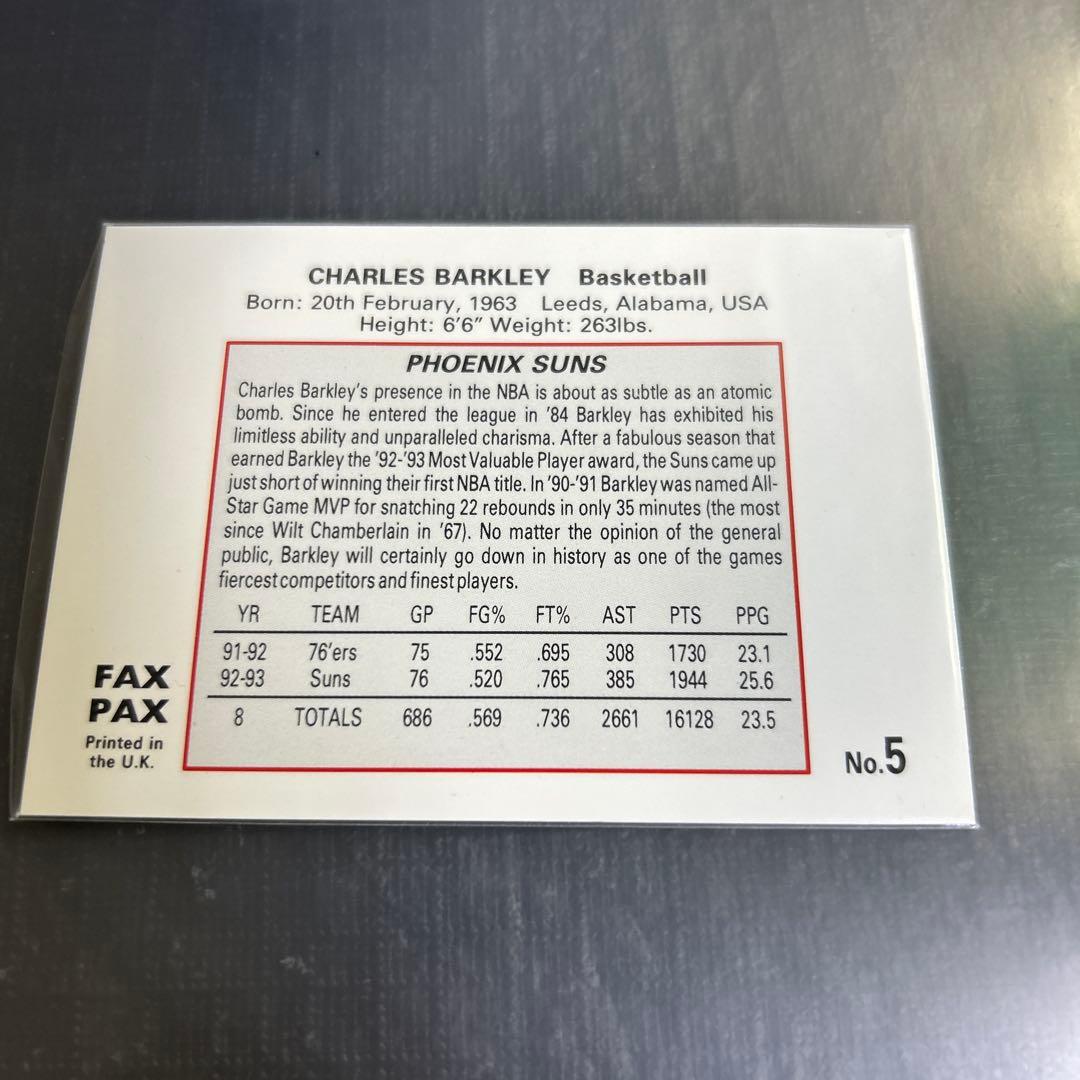 CHARLES BARKLEY Basketball
Born: 20th February, 1963 Leeds, Alabama, USA
Height: 6'6" Weight: 263lbs.
PHOENIX SUNS
Charles Barkley's presence in the NBA is about as subtle as an atomic
bomb. Since he entered the league in '84 Barkley has exhibited his
limitless ability and unparalleled charisma. After a fabulous season that
earned Barkley the '92-'93 Most Valuable Player award, the Suns came up
just short of winning their first NBA title. In '90-'91 Barkley was named All-
Star Game MVP for snatching 22 rebounds in only 35 minutes (the most
since Wilt Chamberlain in '67). No matter the opinion of the general
public, Barkley will certainly go down in history as one of the games
fiercest competitors and finest players.
YR TEAM GP FG% FT% AST PTS PPG
91-92 76'ers 75 .552 .695 308 1730 23.1
92-93 Suns 76 .520 .765 385 1944 25.6
8 TOTALS 686 .569 .736 2661 16128 23.5
FAX
PAX
Printed in
the U.K.
No.5